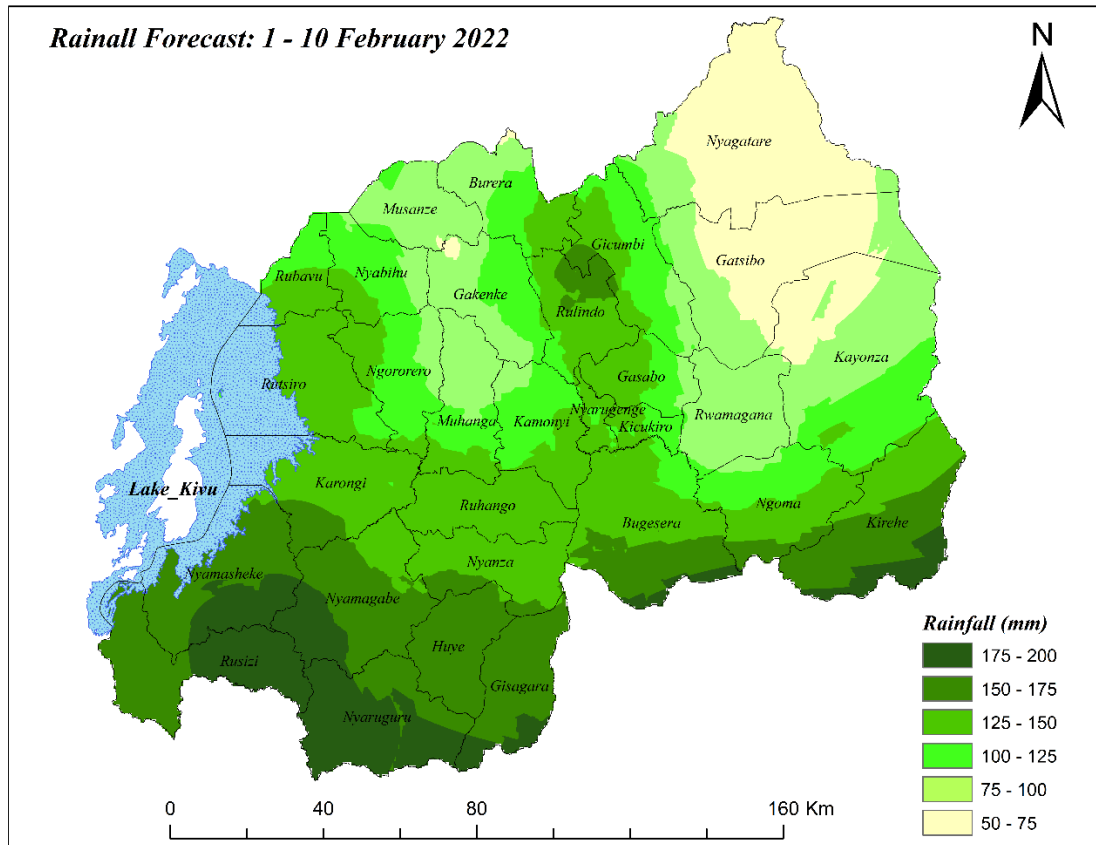 Rainall Forecast: 1 - 10 February 2022
N
Nyagatare
Burera
Musanze
Gicumbi
Gatsibo
Rubavu
Nyabihu
Gakenke
Rulindo
Kayonza
Rutsiro
Ngororero
Gasabo
Muhanga
Kamonyi
Nyarugenge
Rwamagana
Kicukiro
Lake_Kivu
Karongi
Ruhango
Bugesera
Ngoma
Kirehe
Nyanza
Nyamasheke
Nyamagabe
Huye
Rusizi
Gisagara
Nyaruguru
Rainfall (mm)
175 - 200
150 - 175
125 - 150
100 - 125
75 - 100
50 - 75
0 40 80 160 Km